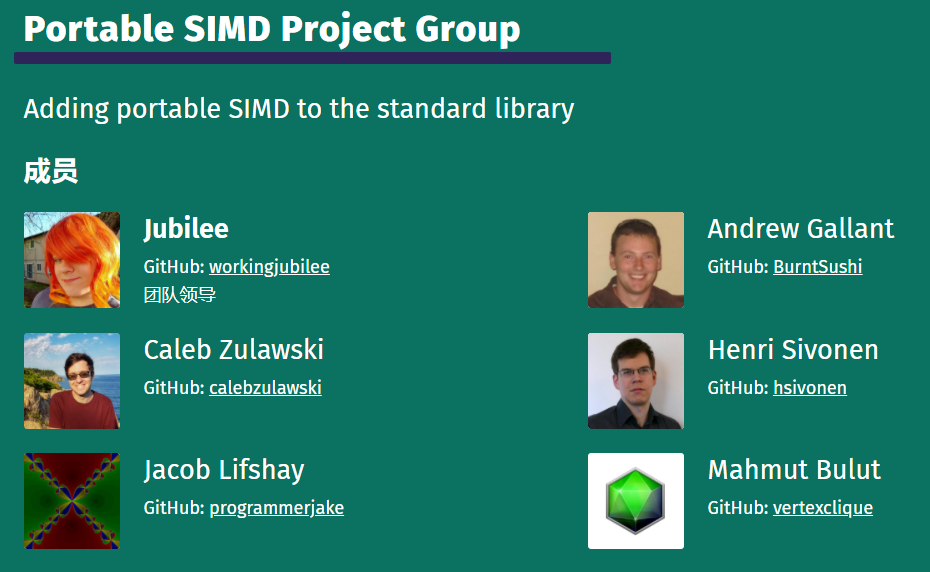 Portable SIMD Project Group
Adding portable SIMD to the standard library
成员
Jubilee
GitHub: workingjubilee
团队领导
Andrew Gallant
GitHub: BurntSushi
Caleb Zulawski
GitHub: calebzulawski
Henri Sivonen
GitHub: hsivonen
Jacob Lifshay
GitHub: programmerjake
Mahmut Bulut
GitHub: vertexclique